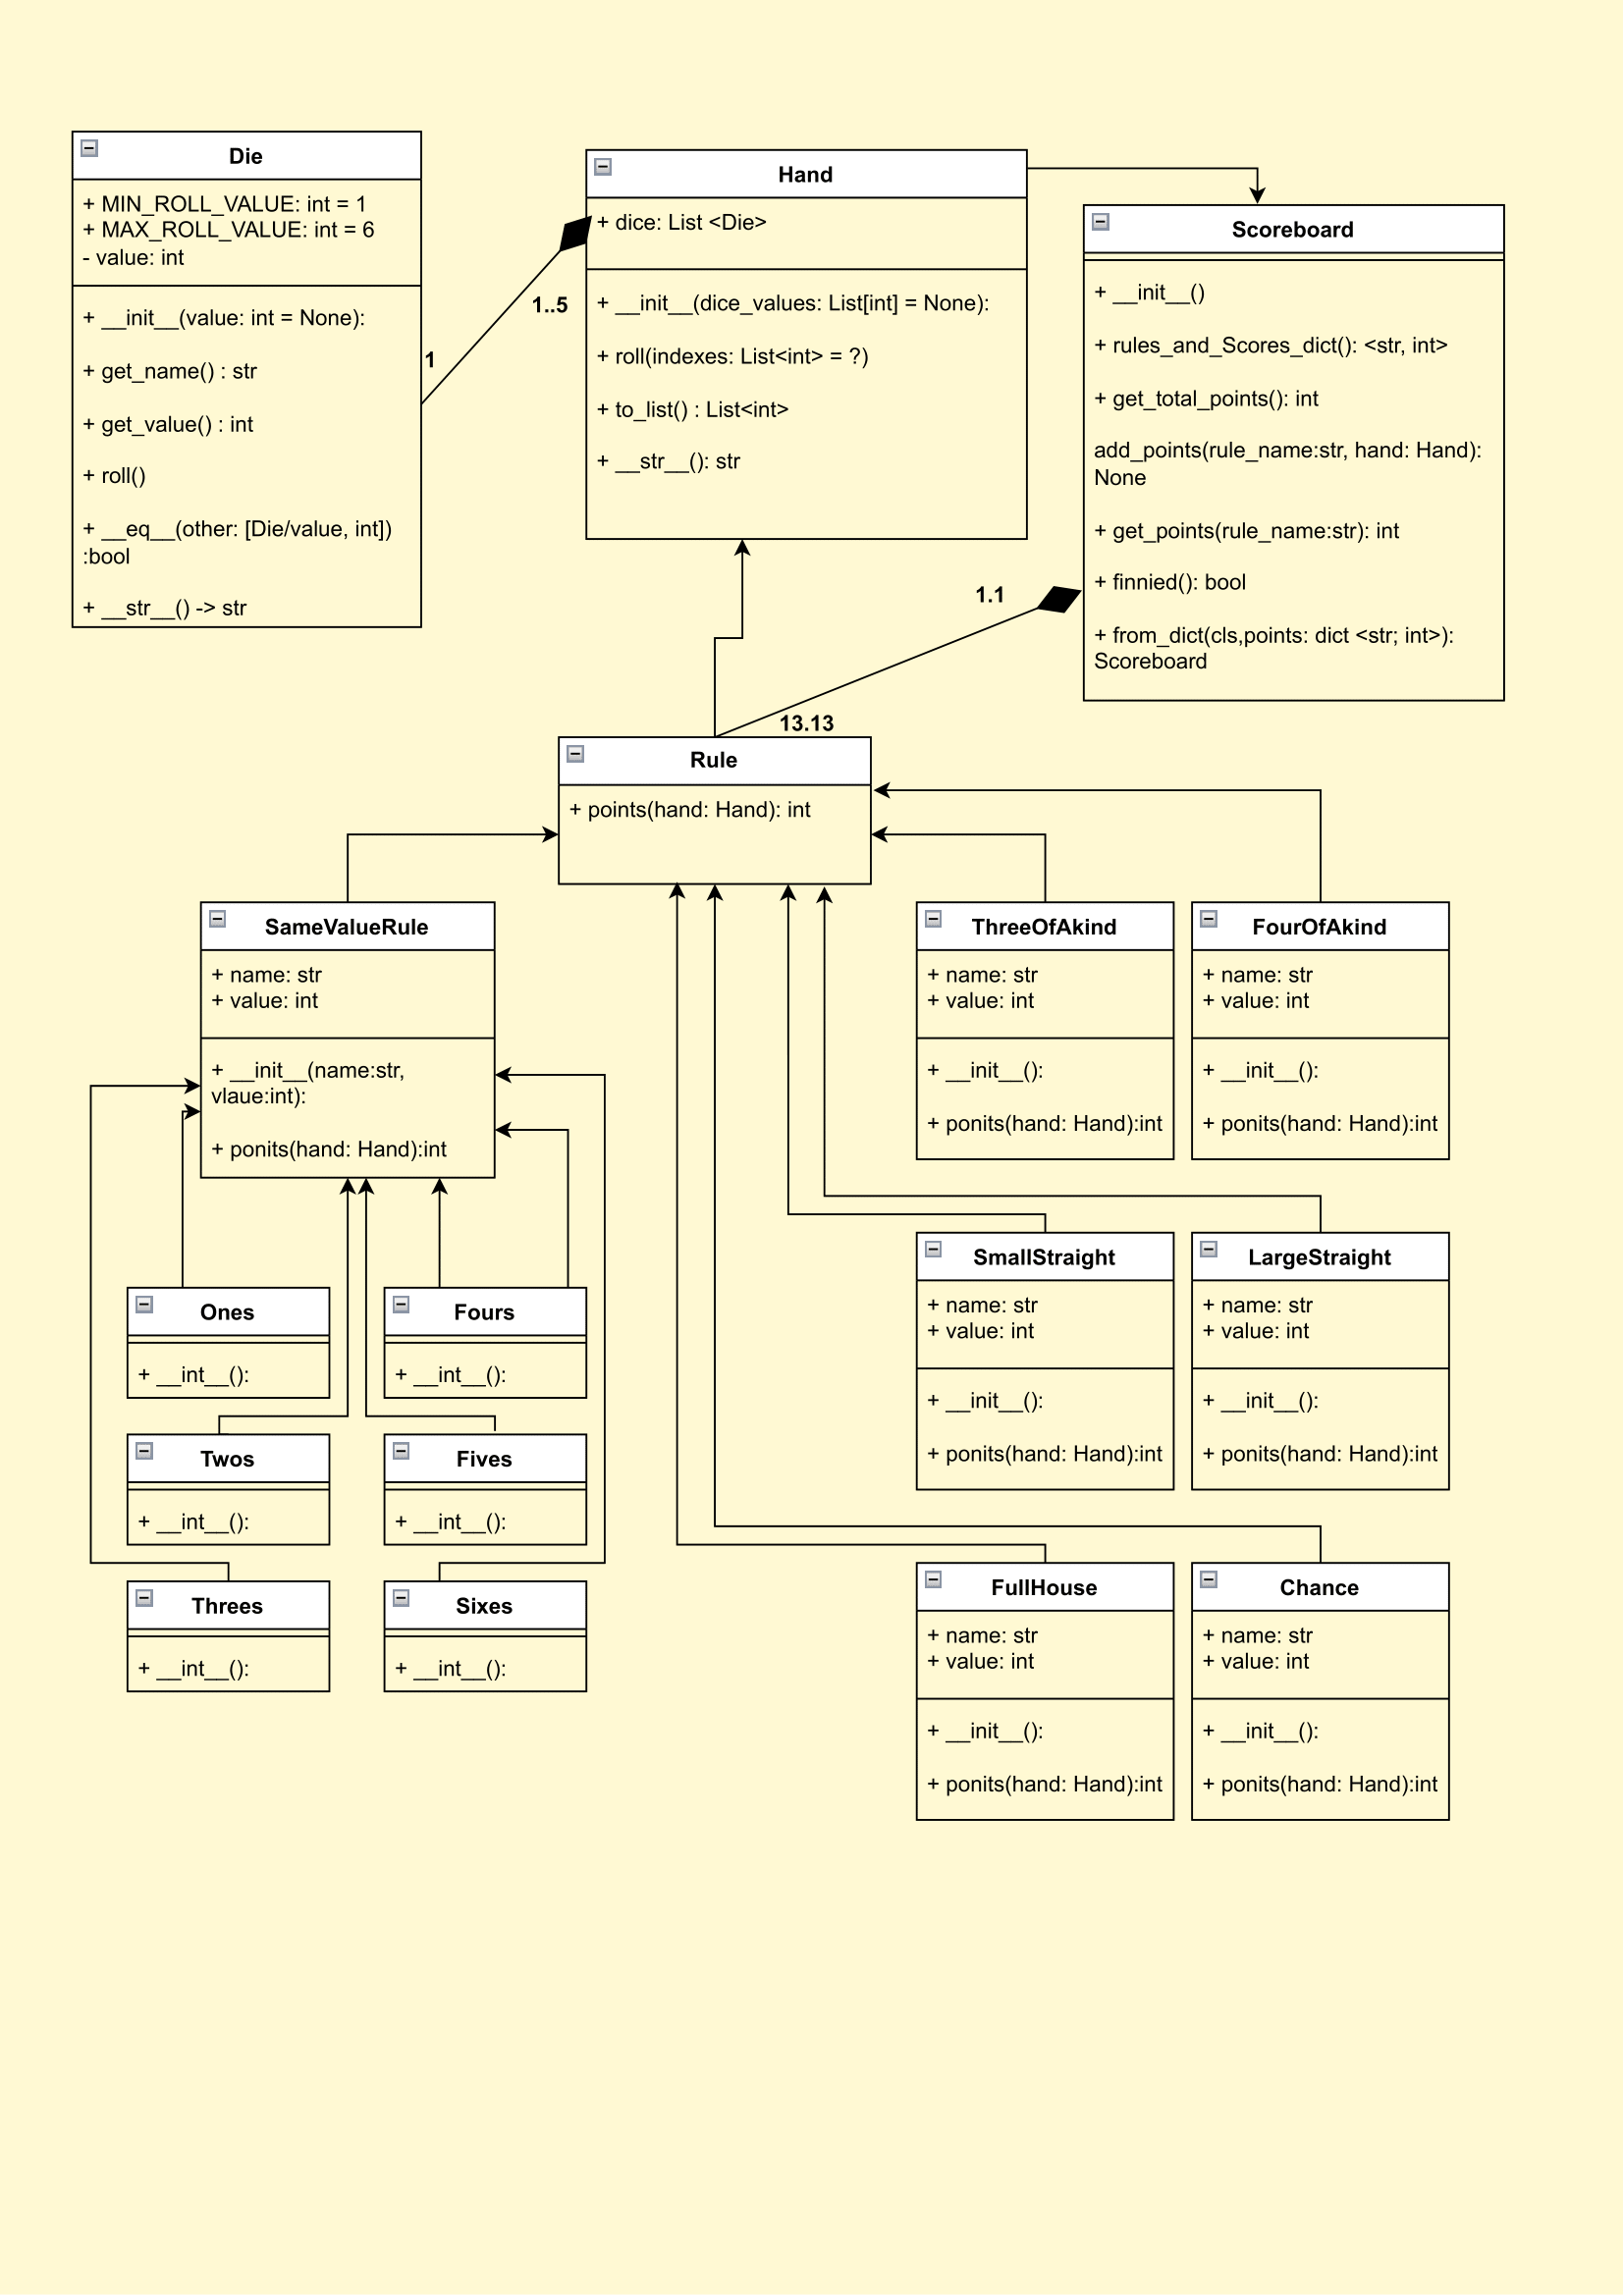 Die
+ MIN_ROLL_VALUE: int = 1
+ MAX_ROLL_VALUE: int = 6
- value: int
+ __init__(value: int = None):
+ get_name() : str
+ get_value() : int
+ roll()
+ __eq__(other: [Die/value, int])
:bool
+ __str__() -> str
1
1..5
Hand
+ dice: List <Die>
+ __init__(dice_values: List[int] = None):
+ roll(indexes: List<int> = ?)
+ to_list() : List<int>
+ __str__(): str
Scoreboard
+ __init__()
+ rules_and_Scores_dict(): <str, int>
+ get_total_points(): int
add_points(rule_name:str, hand: Hand):
None
+ get_points(rule_name:str): int
+ finnied(): bool
+ from_dict(cls,points: dict <str; int>):
Scoreboard
1.1
13.13
Rule
+ points(hand: Hand): int
SameValueRule
+ name: str
+ value: int
+ __init__(name:str,
vlaue:int):
+ ponits(hand: Hand):int
ThreeOfAkind
+ name: str
+ value: int
+ __init__():
+ ponits(hand: Hand):int
FourOfAkind
+ name: str
+ value: int
+ __init__():
+ ponits(hand: Hand):int
Ones
+ __int__():
Fours
+ __int__():
Twos
+ __int__():
Fives
+ __int__():
Threes
+ __int__():
Sixes
+ __int__():
SmallStraight
+ name: str
+ value: int
+ __init__():
+ ponits(hand: Hand):int
LargeStraight
+ name: str
+ value: int
+ __init__():
+ ponits(hand: Hand):int
FullHouse
+ name: str
+ value: int
+ __init__():
+ ponits(hand: Hand):int
Chance
+ name: str
+ value: int
+ __init__():
+ ponits(hand: Hand):int